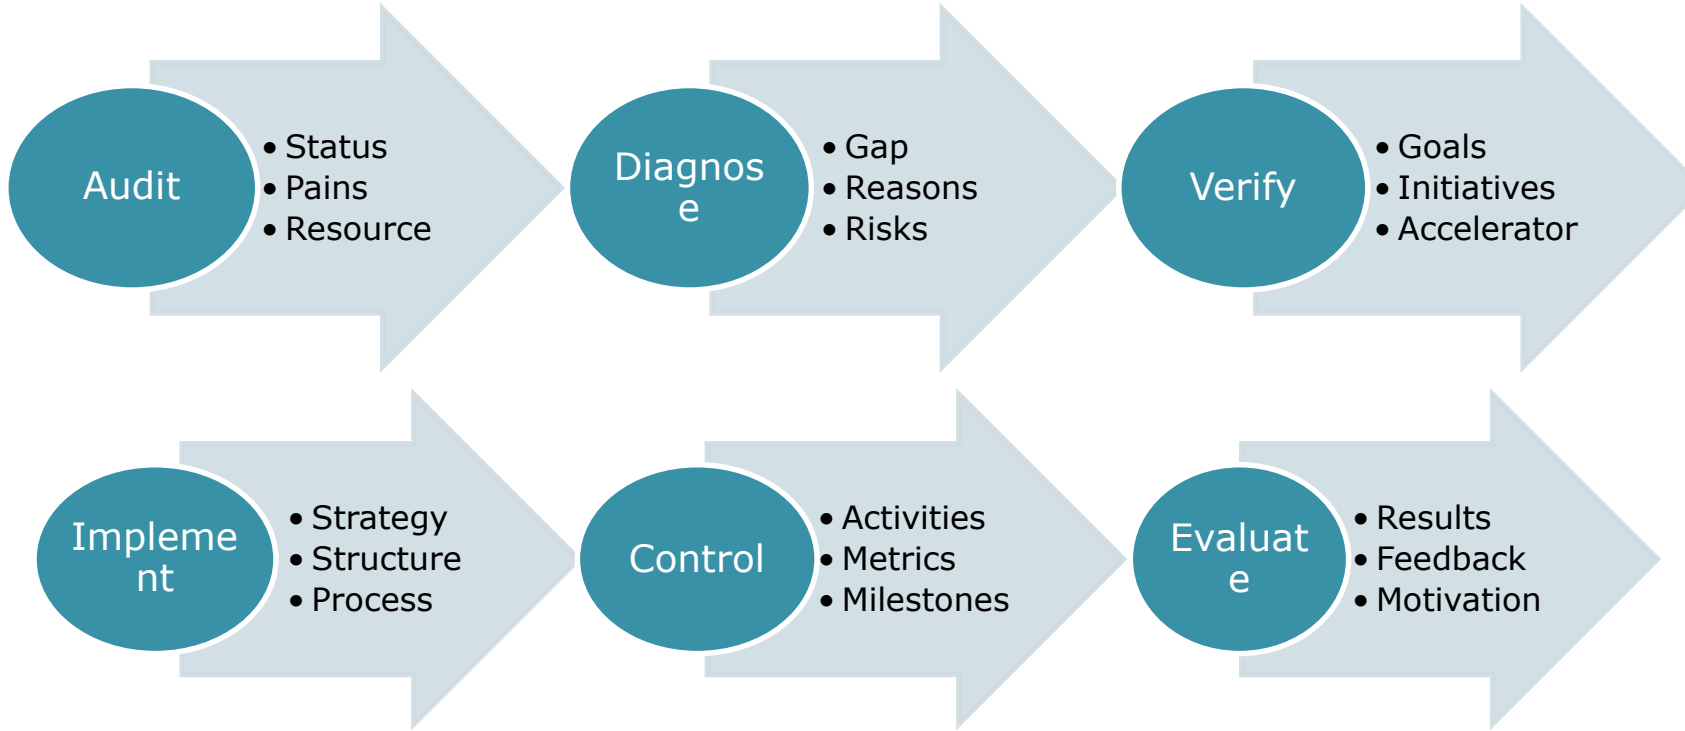 Audit
• Status
• Pains
• Resource
Diagnos
e
• Gap
• Reasons
• Risks
Verify
• Goals
• Initiatives
• Accelerator
Impleme
nt
• Strategy
• Structure
• Process
Control
• Activities
• Metrics
• Milestones
Evaluat
e
• Results
• Feedback
• Motivation